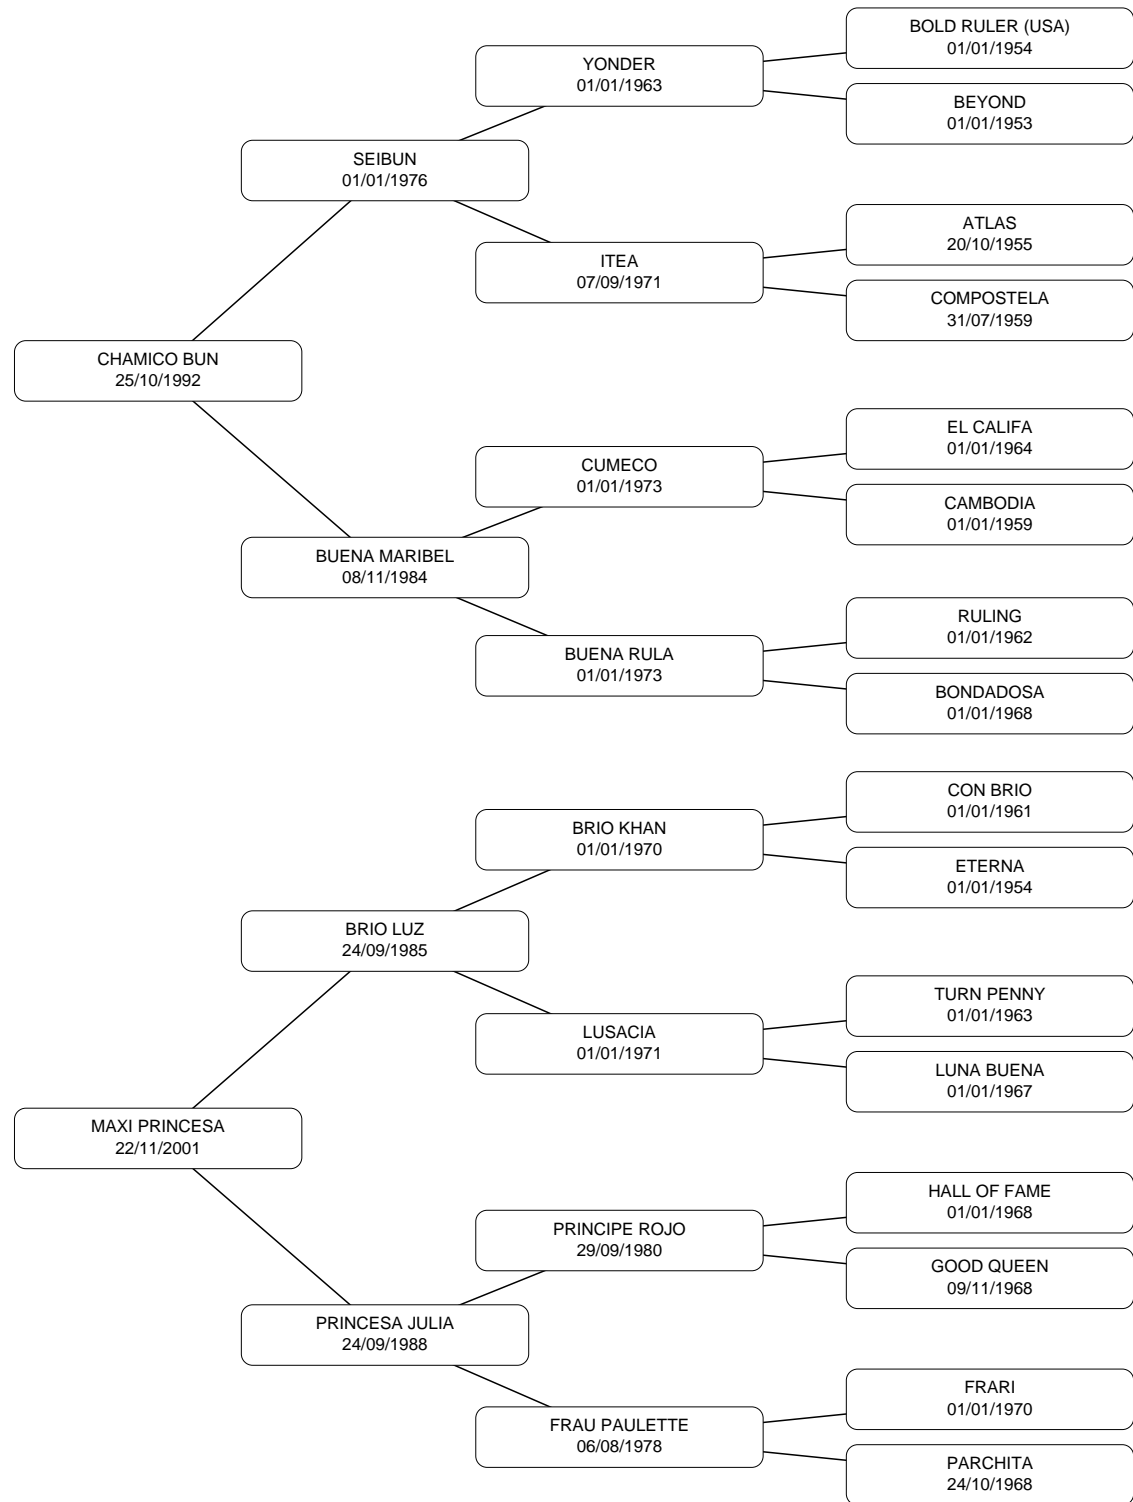 BOLD RULER (USA)
01/01/1954
YONDER
01/01/1963
BEYOND
01/01/1953
SEIBUN
01/01/1976
ATLAS
20/10/1955
ITEA
07/09/1971
COMPOSTELA
31/07/1959
CHAMICO BUN
25/10/1992
EL CALIFA
01/01/1964
CUMECO
01/01/1973
CAMBODIA
01/01/1959
BUENA MARIBEL
08/11/1984
RULING
01/01/1962
BUENA RULA
01/01/1973
BONDADOSA
01/01/1968
CON BRIO
01/01/1961
BRIO KHAN
01/01/1970
ETERNA
01/01/1954
BRIO LUZ
24/09/1985
TURN PENNY
01/01/1963
LUSACIA
01/01/1971
LUNA BUENA
01/01/1967
MAXI PRINCESA
22/11/2001
HALL OF FAME
01/01/1968
PRINCIPE ROJO
29/09/1980
GOOD QUEEN
09/11/1968
PRINCESA JULIA
24/09/1988
FRARI
01/01/1970
FRAU PAULETTE
06/08/1978
PARCHITA
24/10/1968